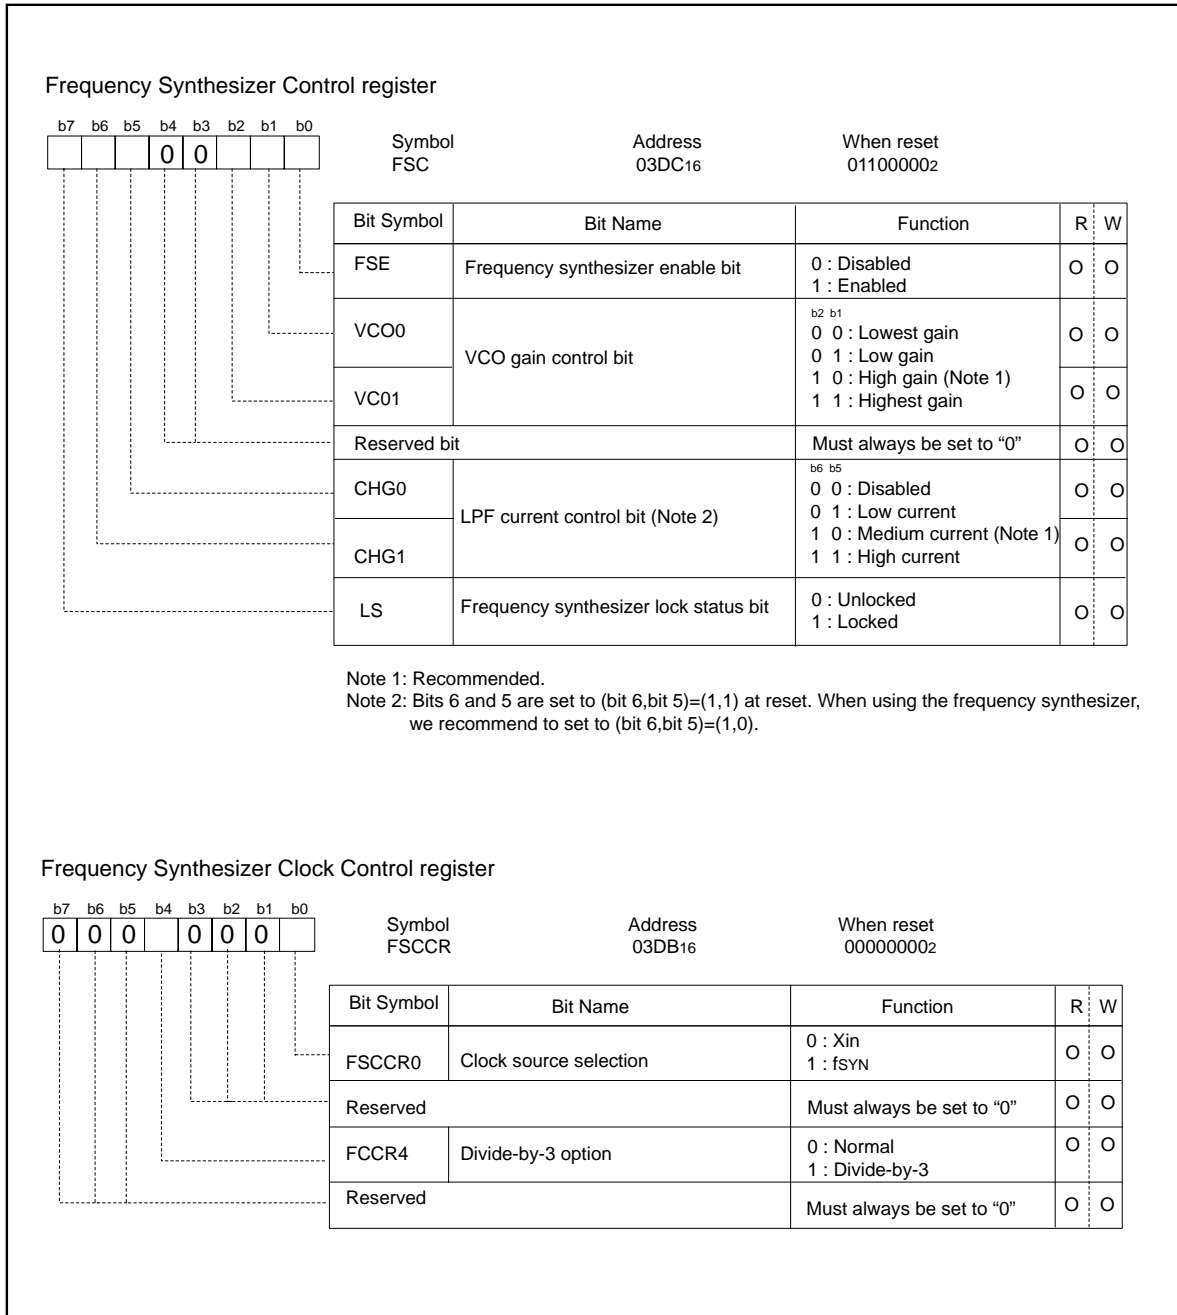 Frequency Synthesizer Control register
b7 b6 b5 b4 b3 b2 b1 b0
0 0
Symbol Address When reset
FSC 03DC16 011000002
Bit Symbol Bit Name Function R W
FSE Frequency synthesizer enable bit 0 : Disabled O O
1 : Enabled
b2 b1
VCO0 0 0 : Lowest gain O O
VCO gain control bit 0 1 : Low gain
1 0 : High gain (Note 1)
VC01 1 1 : Highest gain O O
Reserved bit Must always be set to “0” O O
b6 b5
CHG0 0 0 : Disabled O O
LPF current control bit (Note 2) 0 1 : Low current
1 0 : Medium current (Note 1)
CHG1 1 1 : High current O O
LS Frequency synthesizer lock status bit 0 : Unlocked O O
1 : Locked
Note 1: Recommended.
Note 2: Bits 6 and 5 are set to (bit 6,bit 5)=(1,1) at reset. When using the frequency synthesizer,
we recommend to set to (bit 6,bit 5)=(1,0).
Frequency Synthesizer Clock Control register
b7 b6 b5 b4 b3 b2 b1 b0
0 0 0 0 0 0
Symbol Address When reset
FSCCR 03DB16 000000002
Bit Symbol Bit Name Function R W
FSCCR0 Clock source selection 0 : Xin O O
1 : fSYN
Reserved Must always be set to “0” O O
FCCR4 Divide-by-3 option 0 : Normal O O
1 : Divide-by-3
Reserved Must always be set to “0” O O